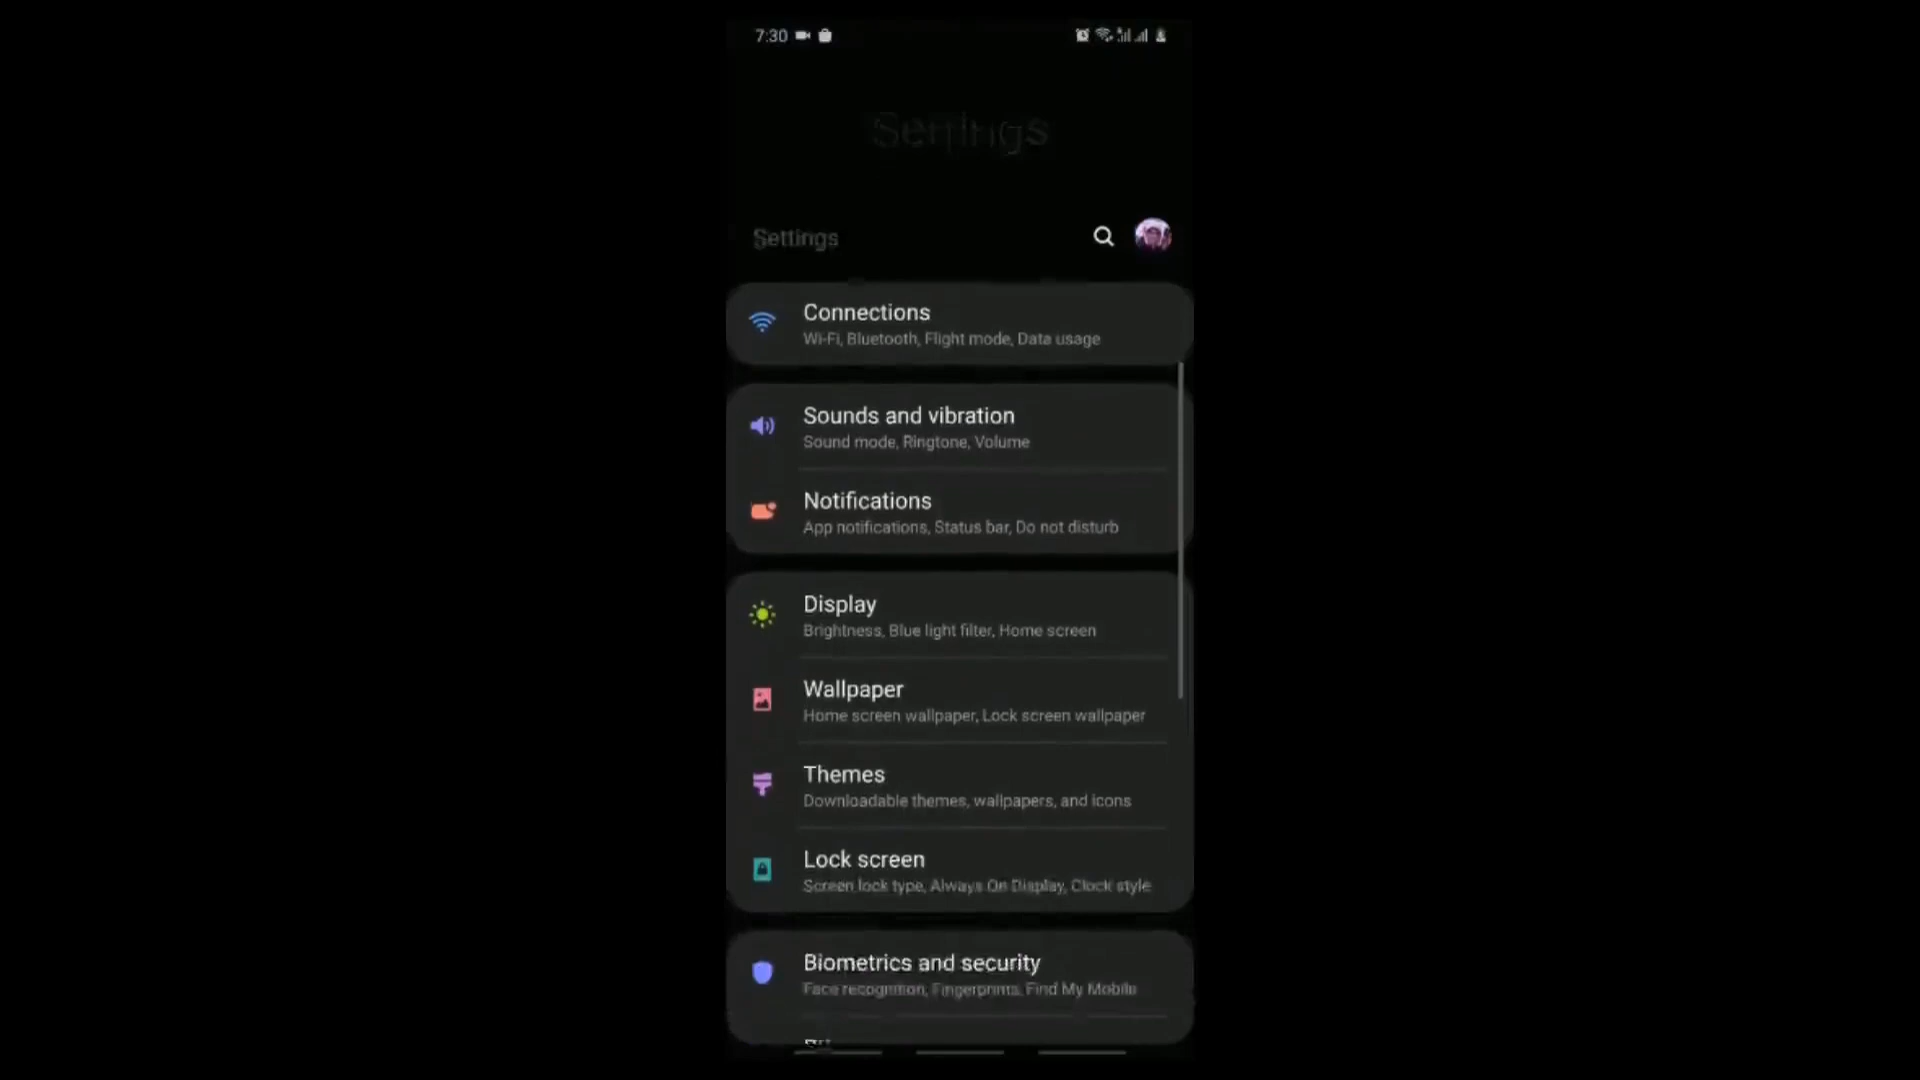 7:30
Settings
Settings
Connections
Wi-Fi, Bluetooth, Flight mode, Data usage
Sounds and vibration
Sound mode, Ringtone, Volume
Notifications
App notifications, Status bar, Do not disturb
Display
Brightness, Blue light filter, Home screen
Wallpaper
Home screen wallpaper, Lock screen wallpaper
Themes
Downloadable themes, wallpapers, and icons
Lock screen
Screen lock type, Always On Display, Clock style
Biometrics and security
Face recognition, Fingerprints, Find My Mobile